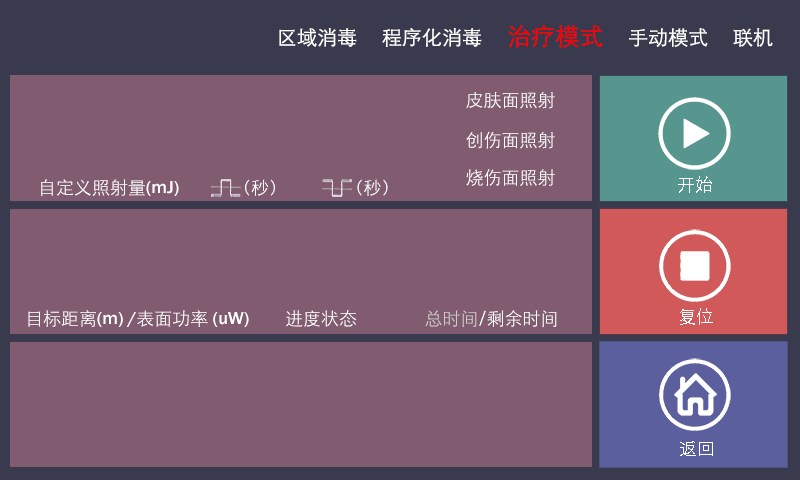 区域消毒 程序化消毒 治疗模式 手动模式 联机
皮肤面照射
创伤面照射
烧伤面照射
自定义照射量(mJ) (秒) (秒)
开始
目标距离(m) /表面功率 (uW) 进度状态 总时间/剩余时间
复位
返回